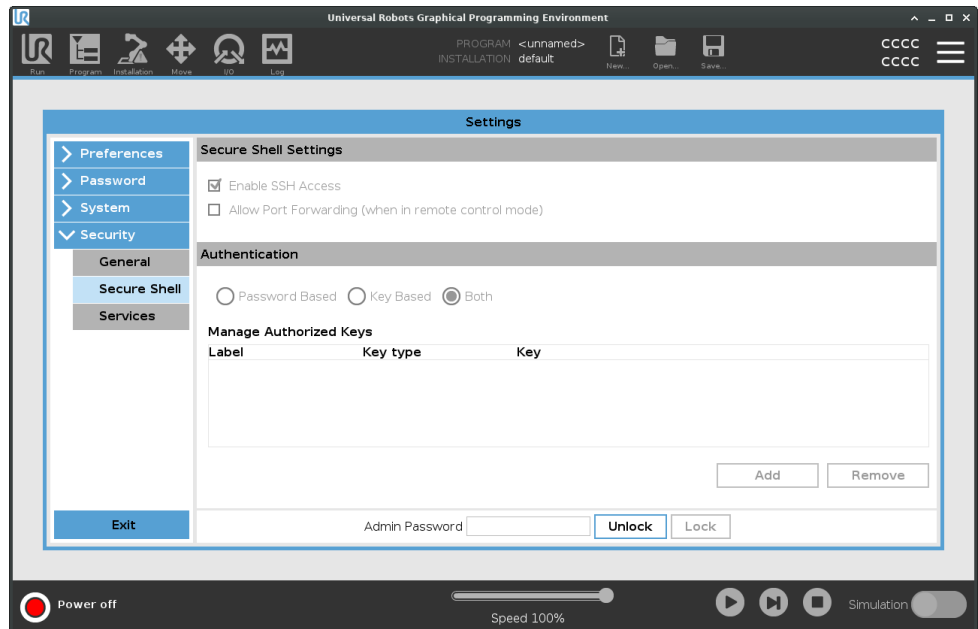 Universal Robots Graphical Programming Environment
UR
Run
Program
Installation
Move
I/O
Log
PROGRAM <unnamed>
INSTALLATION default
New...
Open...
Save...
CCCC
CCCC
Settings
Preferences
Password
System
Security
General
Secure Shell
Services
Exit
Secure Shell Settings
Enable SSH Access
Allow Port Forwarding (when in remote control mode)
Authentication
Password Based Key Based Both
Manage Authorized Keys
Label Key type Key
Add Remove
Admin Password Unlock Lock
Power off
Speed 100%
Simulation